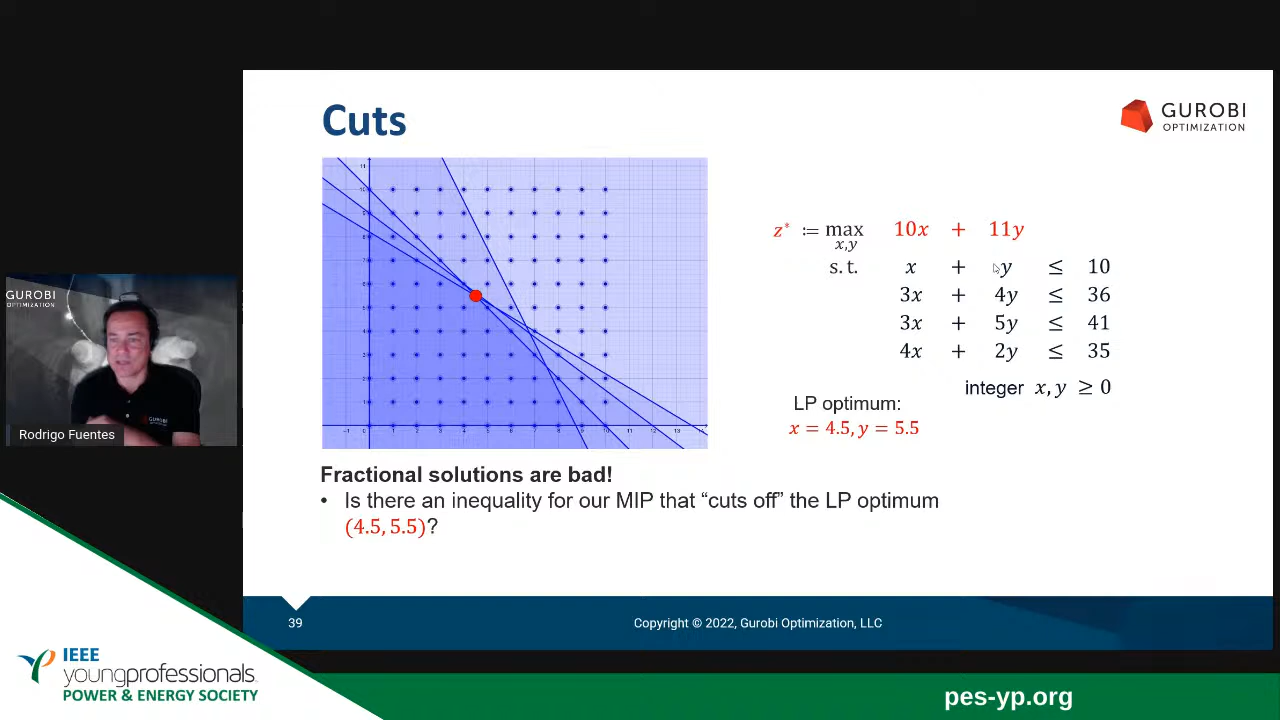 Cuts
GUROBI
OPTIMIZATION
z* := max 10x + 11y
x,y
s.t. x + y ≤ 10
3x + 4y ≤ 36
3x + 5y ≤ 41
4x + 2y ≤ 35
integer x, y ≥ 0
LP optimum:
x = 4.5, y = 5.5
GUROBI
OPTIMIZATION
GUROBI
Rodrigo Fuentes
Fractional solutions are bad!
• Is there an inequality for our MIP that “cuts off” the LP optimum
(4.5, 5.5)?
39
Copyright © 2022, Gurobi Optimization, LLC
IEEE
youngprofessionals
POWER & ENERGY SOCIETY
pes-yp.org